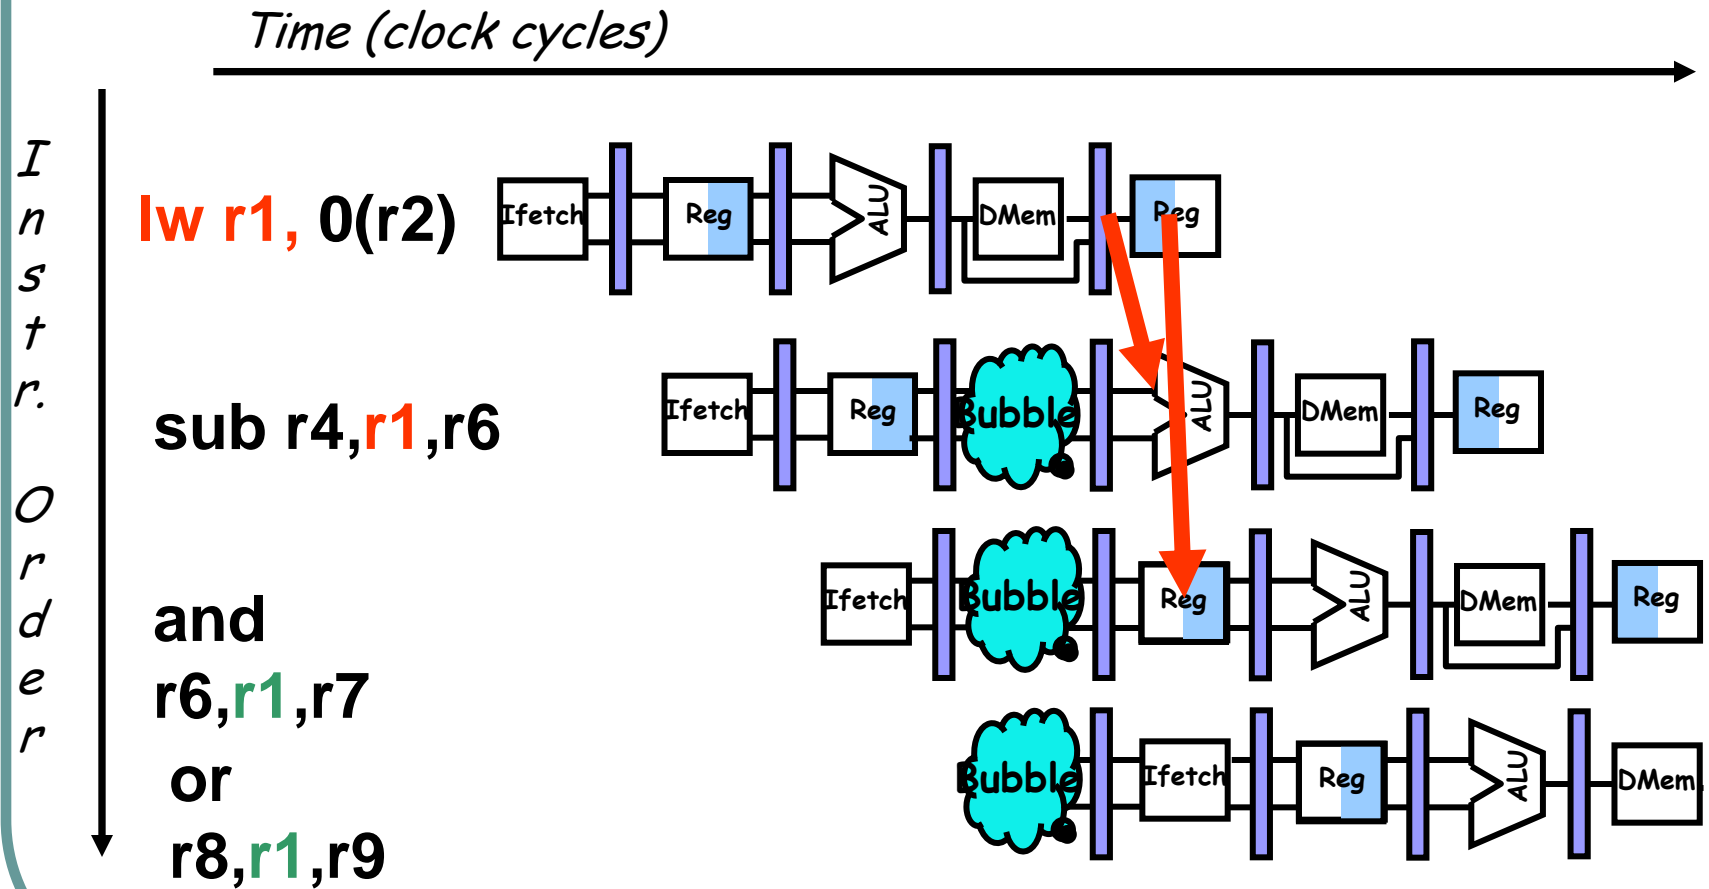 Time (clock cycles)
Instr. Order
lw r1, 0(r2)
Ifetch Reg ALU DMem Reg
sub r4,r1,r6
Ifetch Reg Bubble ALU DMem Reg
and
r6,r1,r7
Ifetch Bubble Reg ALU DMem Reg
or
r8,r1,r9
Bubble Ifetch Reg ALU DMem